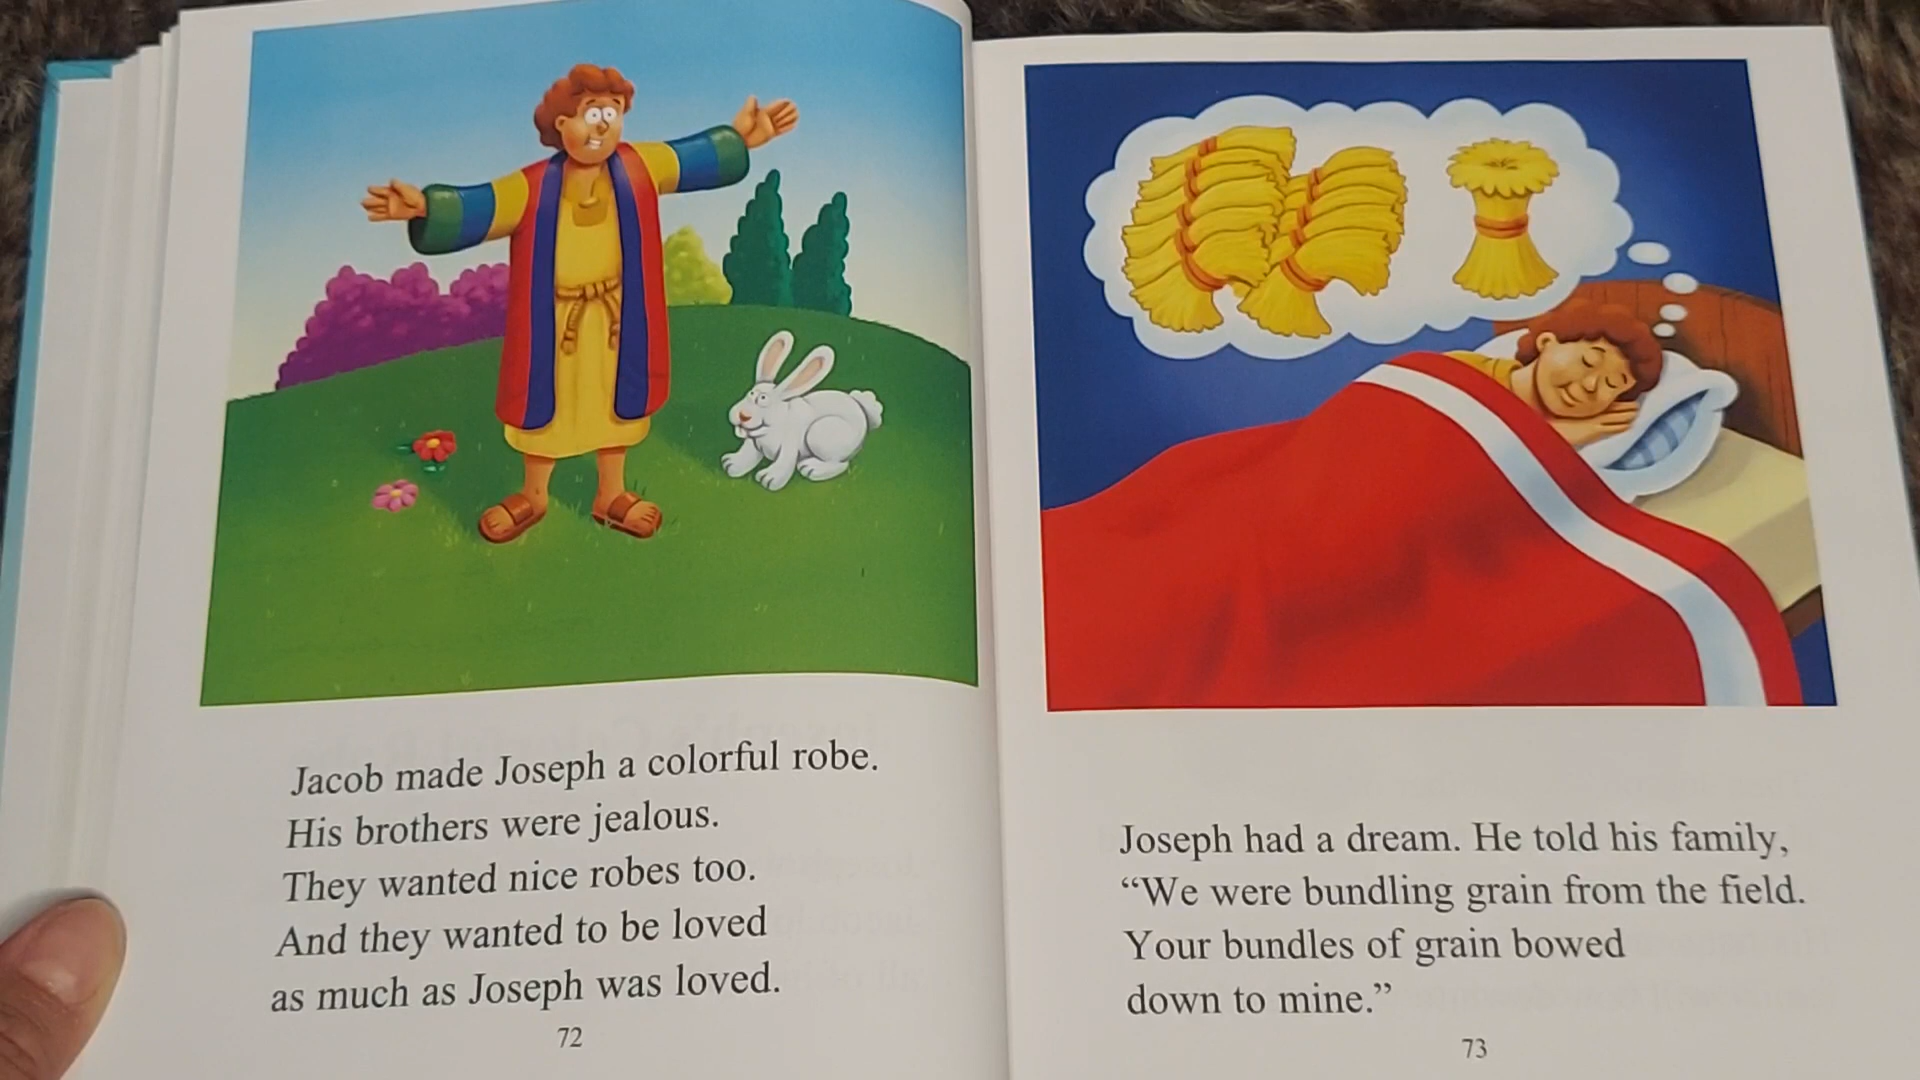 Jacob made Joseph a colorful robe.
His brothers were jealous.
They wanted nice robes too.
And they wanted to be loved
as much as Joseph was loved.
72
Joseph had a dream. He told his family,
“We were bundling grain from the field.
Your bundles of grain bowed
down to mine.”
73